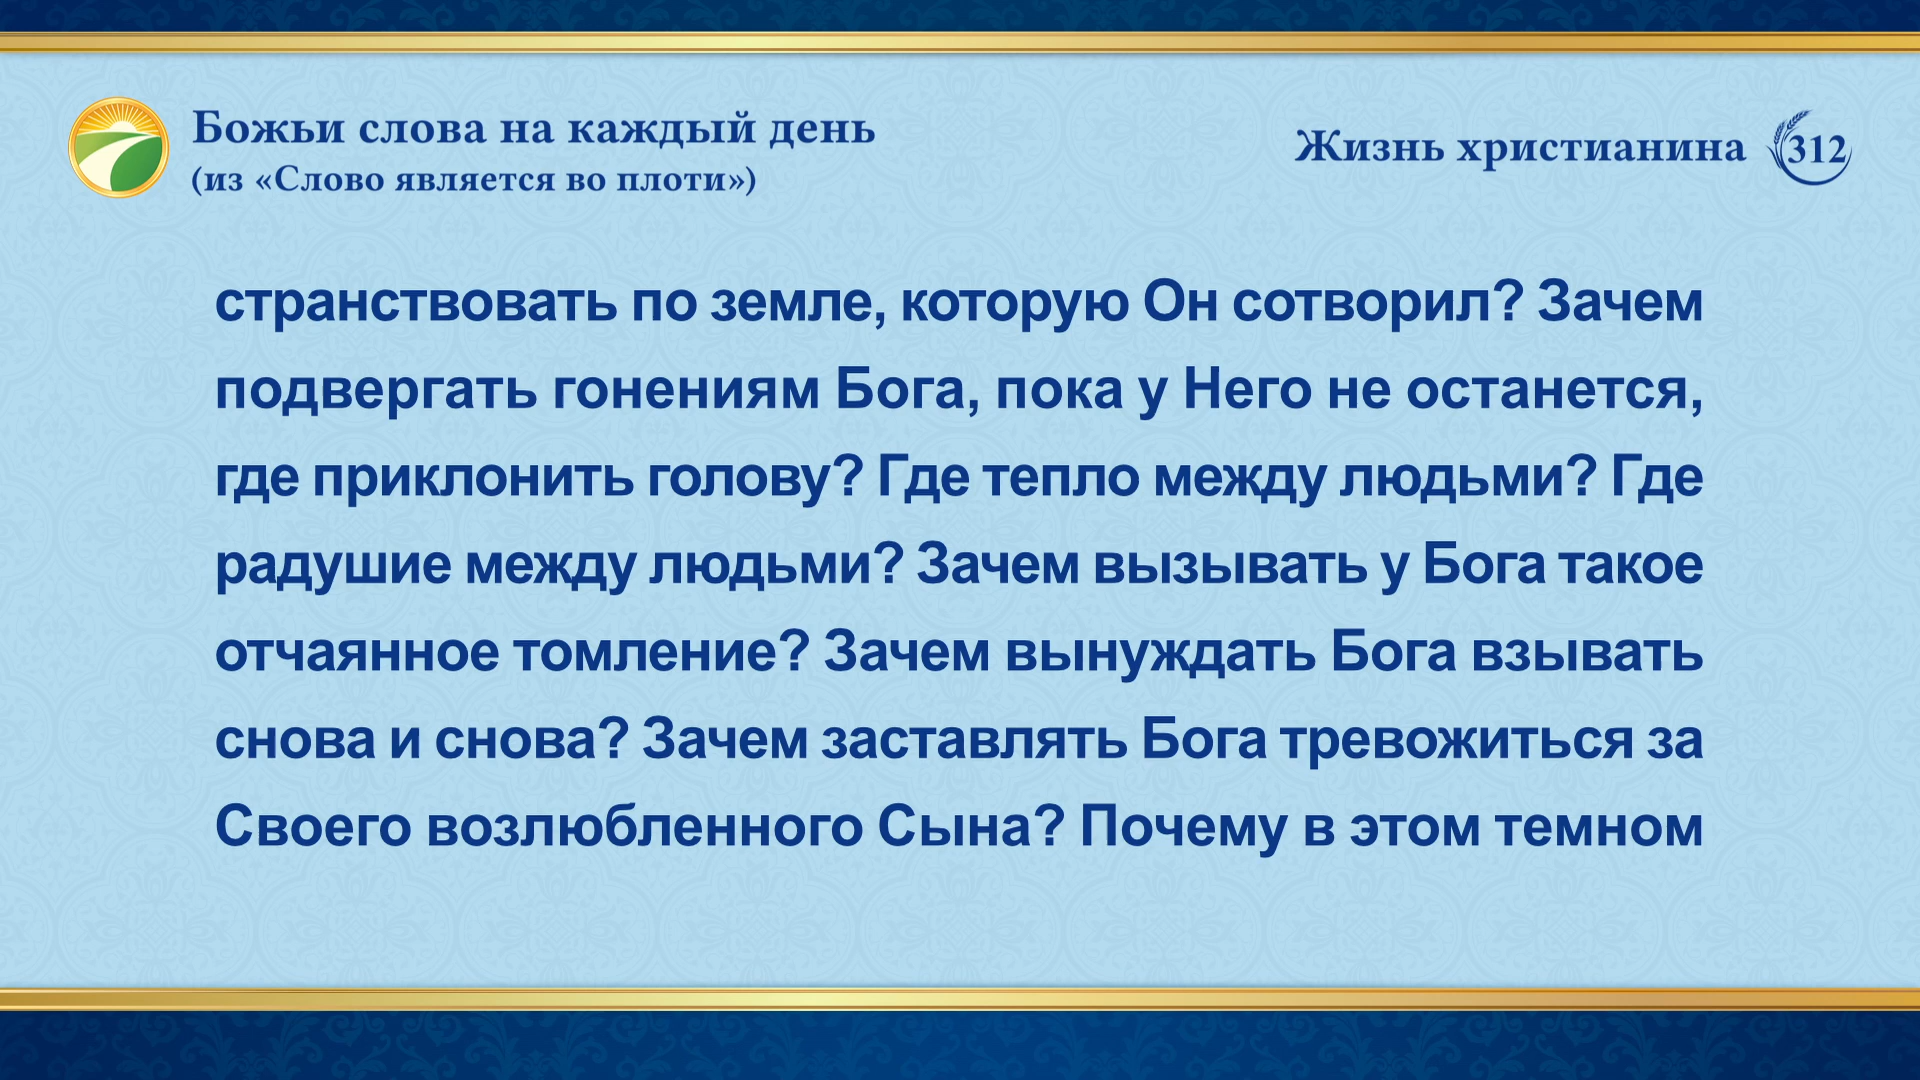 Божьи слова на каждый день
(из «Слово является во плоти»)
Жизнь христианина 312
странствовать по земле, которую Он сотворил? Зачем
подвергать гонениям Бога, пока у Него не останется,
где приклонить голову? Где тепло между людьми? Где
радушие между людьми? Зачем вызывать у Бога такое
отчаянное томление? Зачем вынуждать Бога взывать
снова и снова? Зачем заставлять Бога тревожиться за
Своего возлюбленного Сына? Почему в этом темном